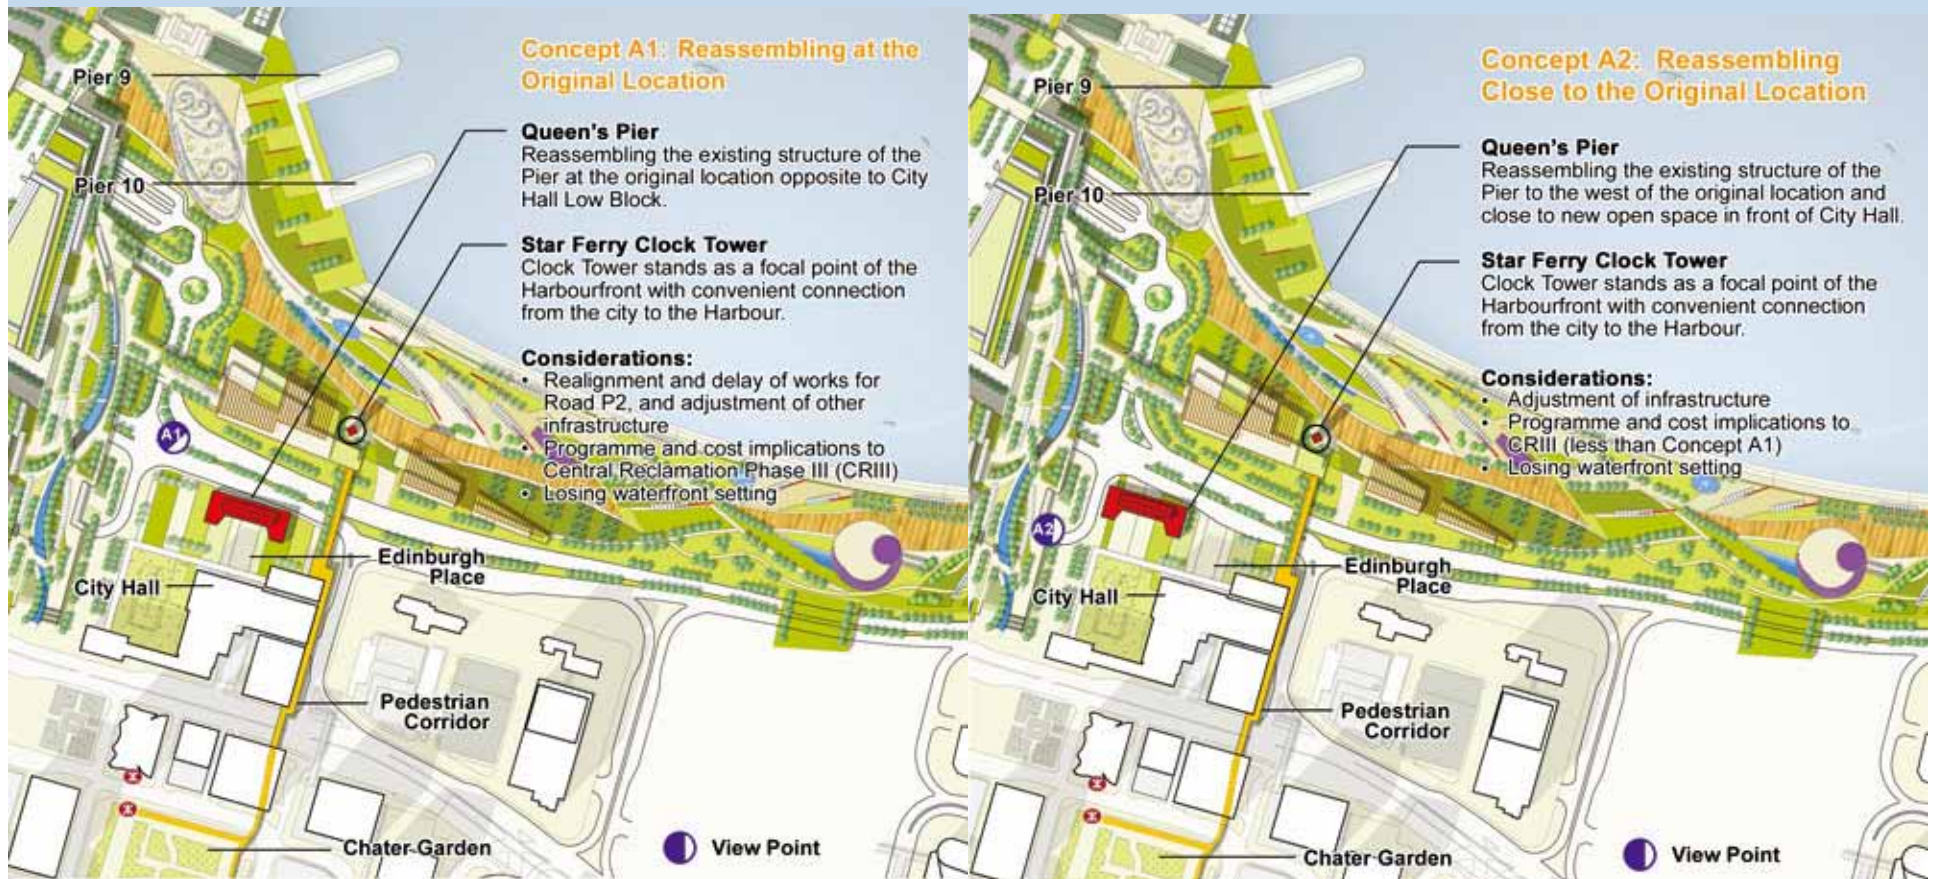 Concept A1: Reassembling at the
Original Location
Pier 9
Queen's Pier
Reassembling the existing structure of the
Pier at the original location opposite to City
Hall Low Block.
Pier 10
Star Ferry Clock Tower
Clock Tower stands as a focal point of the
Harbourfront with convenient connection
from the city to the Harbour.
Considerations:
• Realignment and delay of works for
Road P2, and adjustment of other
infrastructure
• Programme and cost implications to
Central Reclamation Phase III (CRIII)
• Losing waterfront setting
A1
Edinburgh
Place
City Hall
Pedestrian
Corridor
Chater Garden
View Point
Concept A2: Reassembling
Close to the Original Location
Pier 9
Queen's Pier
Reassembling the existing structure of the
Pier to the west of the original location and
close to new open space in front of City Hall.
Pier 10
Star Ferry Clock Tower
Clock Tower stands as a focal point of the
Harbourfront with convenient connection
from the city to the Harbour.
Considerations:
• Adjustment of infrastructure
• Programme and cost implications to
CRIII (less than Concept A1)
• Losing waterfront setting
A2
Edinburgh
Place
City Hall
Pedestrian
Corridor
Chater Garden
View Point